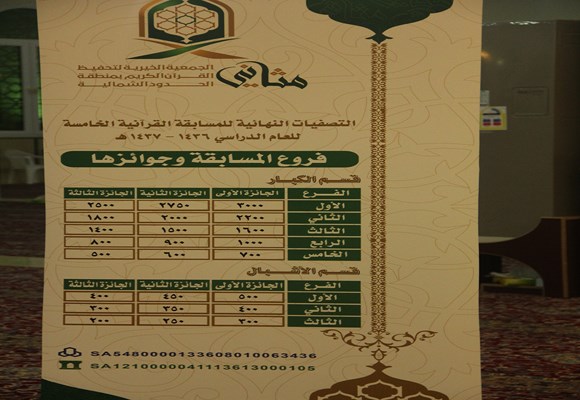 مثاني
الجمعية الخيرية لتحفيظ
القرآن الكريم بمنطقة
الحدود الشمالية
التصفيات النهائية للمسابقة القرآنية الخامسة
للعام الدراسي ١٤٣٦ - ١٤٣٧ هـ
فروع المسابقة وجوائزها
قسم الكبار
الفرع الجائزة الأولى الجائزة الثانية الجائزة الثالثة
الأول ٣٠٠٠ ٢٧٥٠ ٢٥٠٠
الثاني ٢٢٠٠ ٢٠٠٠ ١٨٠٠
الثالث ١٦٠٠ ١٥٠٠ ١٤٠٠
الرابع ١٠٠٠ ٩٠٠ ٨٠٠
الخامس ٧٠٠ ٦٠٠ ٥٠٠
قسم الأشبال
الفرع الجائزة الأولى الجائزة الثانية الجائزة الثالثة
الأول ٥٠٠ ٤٥٠ ٤٠٠
الثاني ٤٠٠ ٣٥٠ ٣٠٠
الثالث ٣٠٠ ٢٥٠ ٢٠٠
SA5480000133608010063436
SA1210000041113613000105